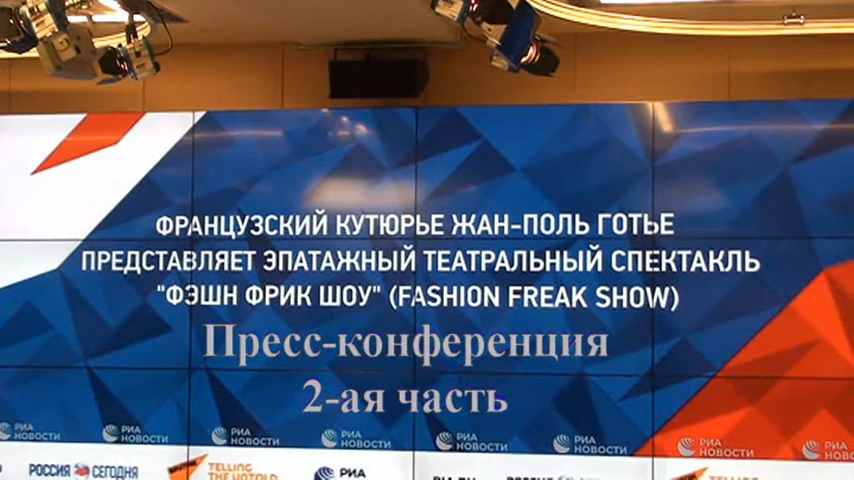 ФРАНЦУЗСКИЙ КУТЮРЬЕ ЖАН-ПОЛЬ ГОТЬЕ
ПРЕДСТАВЛЯЕТ ЭПАТАЖНЫЙ ТЕАТРАЛЬНЫЙ СПЕКТАКЛЬ
"ФЭШН ФРИК ШОУ" (FASHION FREAK SHOW)
Пресс-конференция
2-ая часть
РИА НОВОСТИ РИА НОВОСТИ РИА НОВОСТИ РИА НОВОСТИ РИА НОВОСТИ РИА НОВОСТИ РИА НОВОСТИ РИА НОВОСТИ
РОССИЯ СЕГОДНЯ TELLING THE UNTOLD РИА TELLING